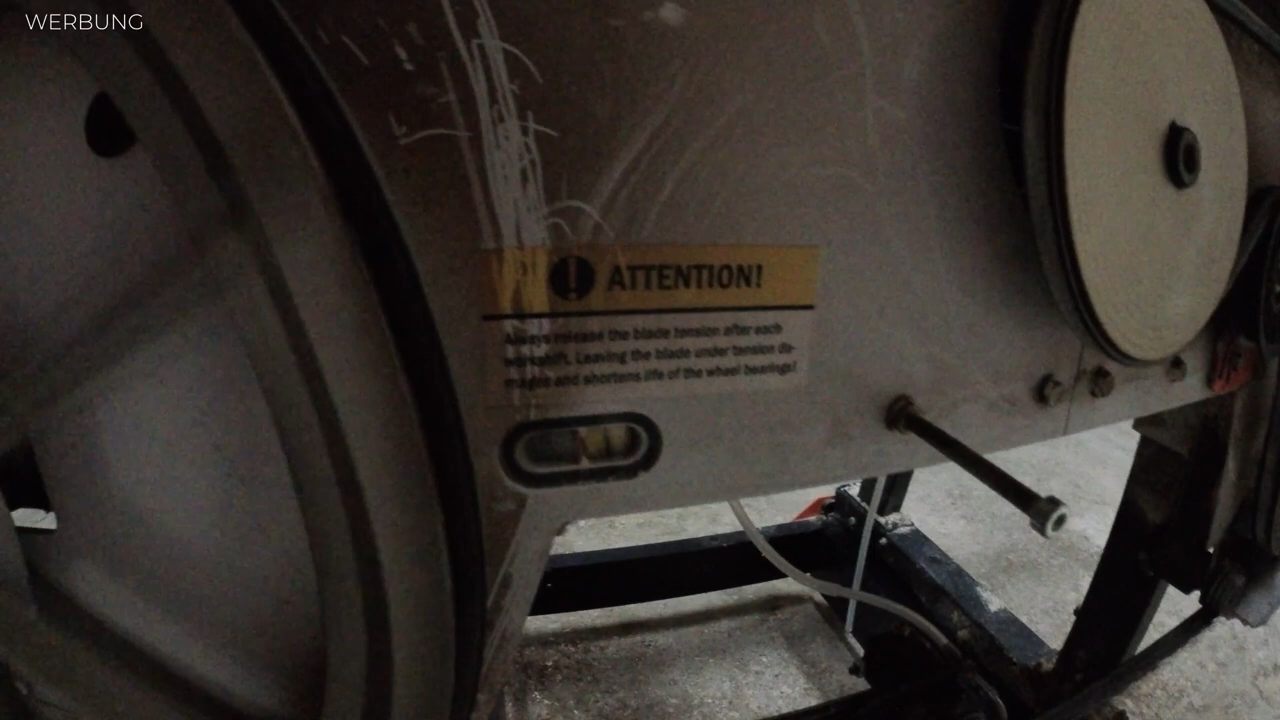 WERBUNG
ATTENTION!
Always release the blade tension after each
workshift. Leaving the blade under tension da-
mages and shortens life of the wheel bearings!